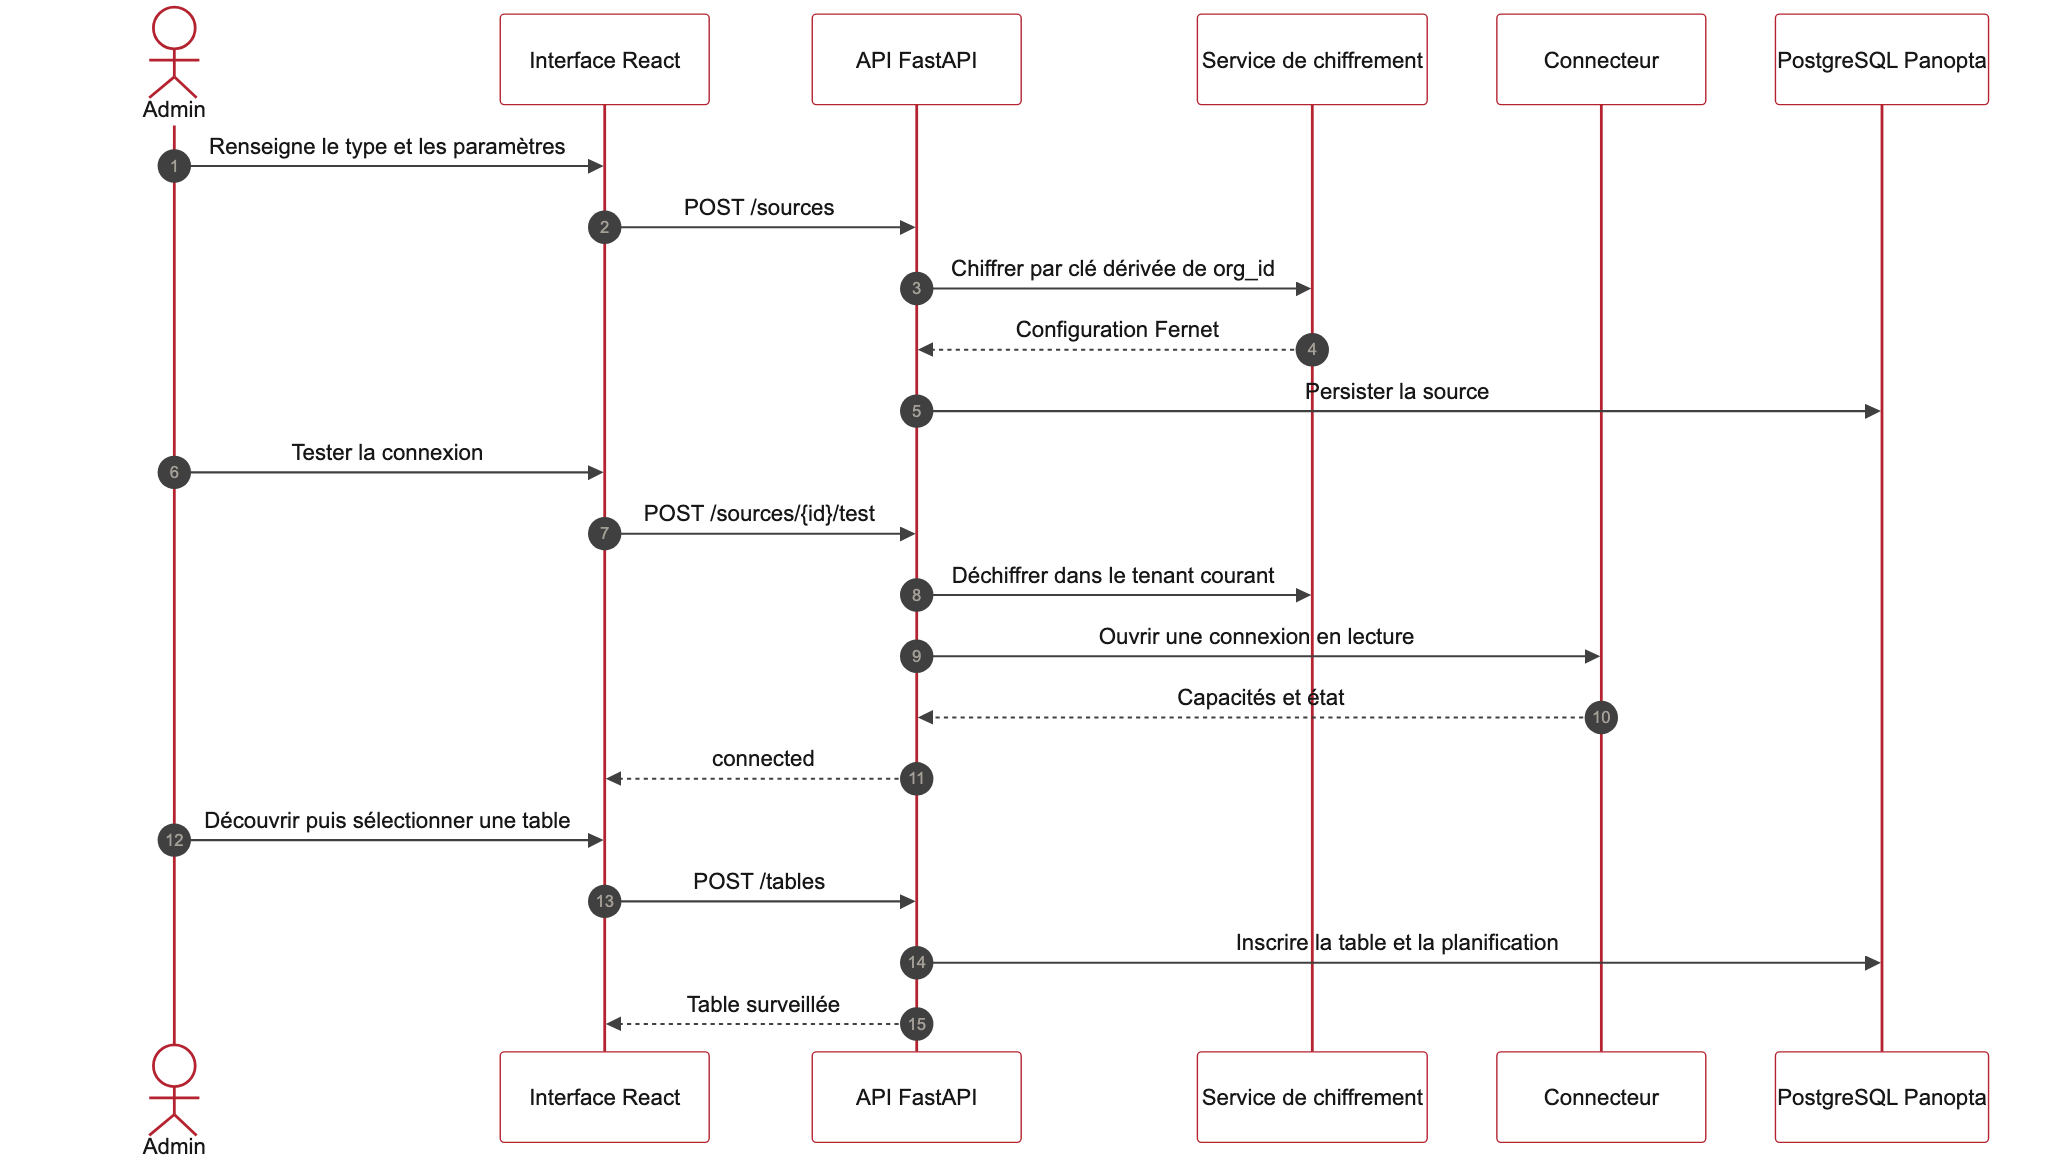 Admin
Interface React
API FastAPI
Service de chiffrement
Connecteur
PostgreSQL Panopta
Renseigne le type et les paramètres
1
POST /sources
2
Chiffrer par clé dérivée de org_id
3
Configuration Fernet
4
Persister la source
5
Tester la connexion
6
POST /sources/{id}/test
7
Déchiffrer dans le tenant courant
8
Ouvrir une connexion en lecture
9
Capacités et état
10
connected
11
Découvrir puis sélectionner une table
12
POST /tables
13
Inscrire la table et la planification
14
Table surveillée
15
Admin
Interface React
API FastAPI
Service de chiffrement
Connecteur
PostgreSQL Panopta